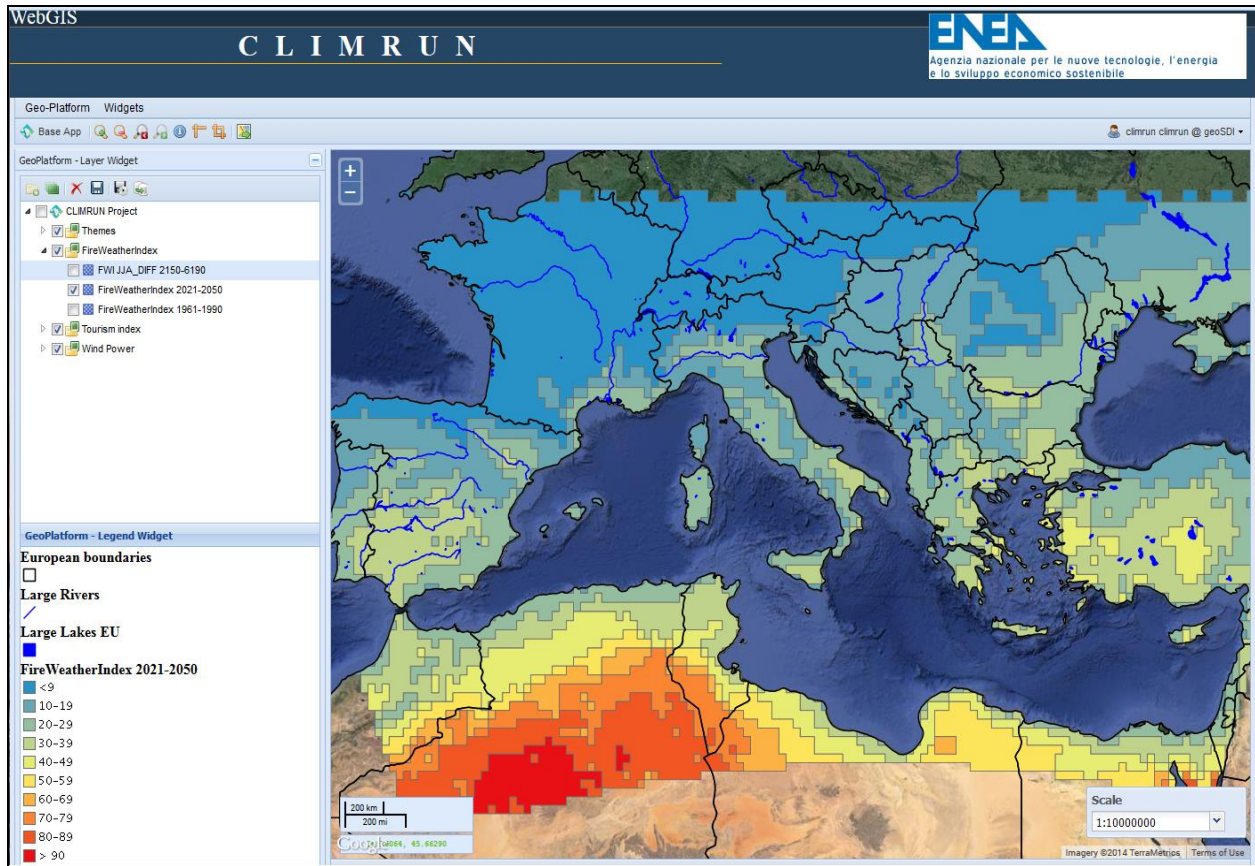 WebGIS
C L I M R U N
ENEA
Agenzia nazionale per le nuove tecnologie, l'energia
e lo sviluppo economico sostenibile
Geo-Platform Widgets
Base App
climrun climrun @ geoSDI
GeoPlatform - Layer Widget
CLIMRUN Project
Themes
FireWeatherIndex
FWI JJA_DIFF 2150-6190
FireWeatherIndex 2021-2050
FireWeatherIndex 1961-1990
Tourism index
Wind Power
GeoPlatform - Legend Widget
European boundaries
Large Rivers
Large Lakes EU
FireWeatherIndex 2021-2050
<9
10-19
20-29
30-39
40-49
50-59
60-69
70-79
80-89
> 90
+
−
200 km
200 mi
Google
45.66290
Scale
1:10000000
Imagery ©2014 TerraMetrics
Terms of Use